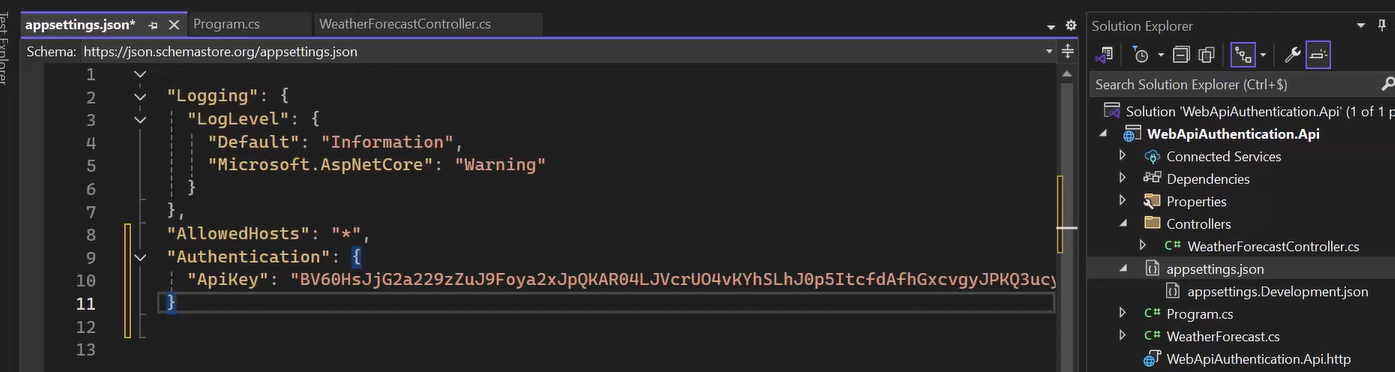 Test Explorer
appsettings.json*
Program.cs
WeatherForecastController.cs
Schema: https://json.schemastore.org/appsettings.json
1
2 "Logging": {
3 "LogLevel": {
4 "Default": "Information",
5 "Microsoft.AspNetCore": "Warning"
6 }
7 },
8 "AllowedHosts": "*",
9 "Authentication": {
10 "ApiKey": "BV60HsJjG2a229zZuJ9Foya2xJpQKAR04LJVcrUO4vKYhSLhJ0p5ItcfdAfhGxcvgyJPKQ3ucy
11 }
12
13
Solution Explorer
Search Solution Explorer (Ctrl+$)
Solution 'WebApiAuthentication.Api' (1 of 1 p
WebApiAuthentication.Api
Connected Services
Dependencies
Properties
Controllers
C# WeatherForecastController.cs
appsettings.json
appsettings.Development.json
C# Program.cs
C# WeatherForecast.cs
WebApiAuthentication.Api.http